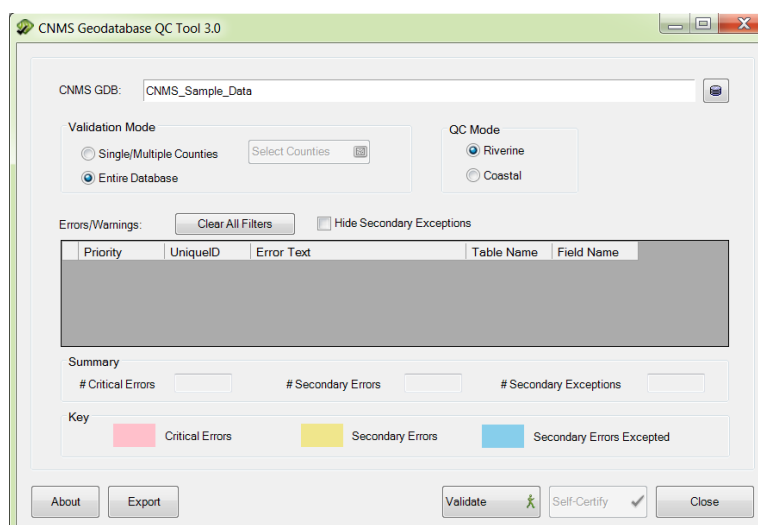 CNMS Geodatabase QC Tool 3.0
CNMS GDB: CNMS_Sample_Data
Validation Mode
QC Mode
Single/Multiple Counties Select Counties
Riverine
Entire Database
Coastal
Errors/Warnings: Clear All Filters Hide Secondary Exceptions
Priority UniqueID Error Text Table Name Field Name
Summary
# Critical Errors # Secondary Errors # Secondary Exceptions
Key
Critical Errors Secondary Errors Secondary Errors Excepted
About Export Validate Self-Certify Close